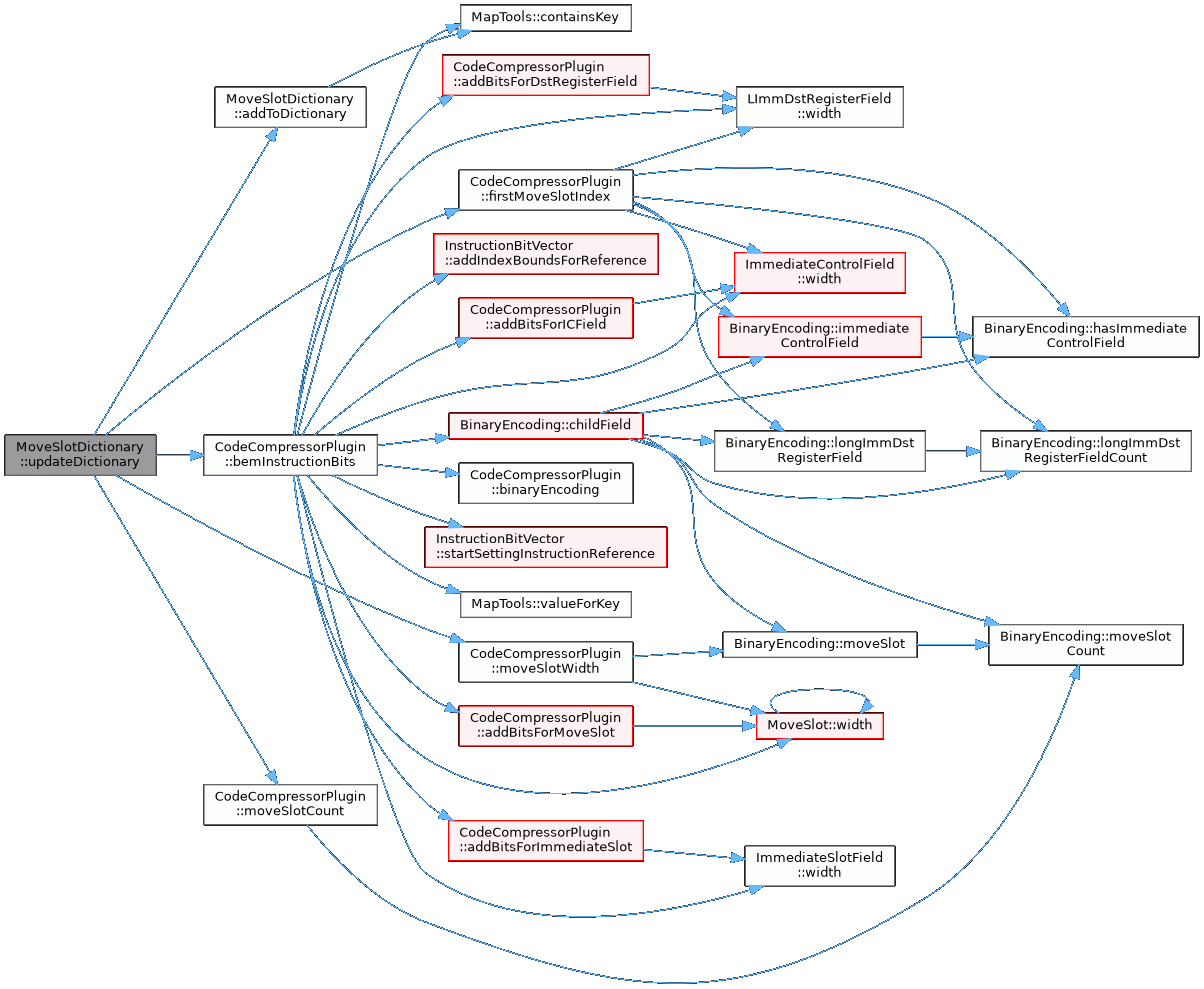 MapTools::containsKey
CodeCompressorPlugin
::addBitsForDstRegisterField
MoveSlotDictionary
::addToDictionary
LImmDstRegisterField
::width
CodeCompressorPlugin
::firstMoveSlotIndex
InstructionBitVector
::addIndexBoundsForReference
ImmediateControlField
::width
CodeCompressorPlugin
::addBitsForICField
BinaryEncoding::immediate
ControlField
BinaryEncoding::hasImmediate
ControlField
BinaryEncoding::childField
MoveSlotDictionary
::updateDictionary
CodeCompressorPlugin
::bemInstructionBits
BinaryEncoding::longImmDst
RegisterField
BinaryEncoding::longImmDst
RegisterFieldCount
CodeCompressorPlugin
::binaryEncoding
InstructionBitVector
::startSettingInstructionReference
MapTools::valueForKey
CodeCompressorPlugin
::moveSlotWidth
BinaryEncoding::moveSlot
BinaryEncoding::moveSlot
Count
CodeCompressorPlugin
::addBitsForMoveSlot
MoveSlot::width
CodeCompressorPlugin
::moveSlotCount
CodeCompressorPlugin
::addBitsForImmediateSlot
ImmediateSlotField
::width